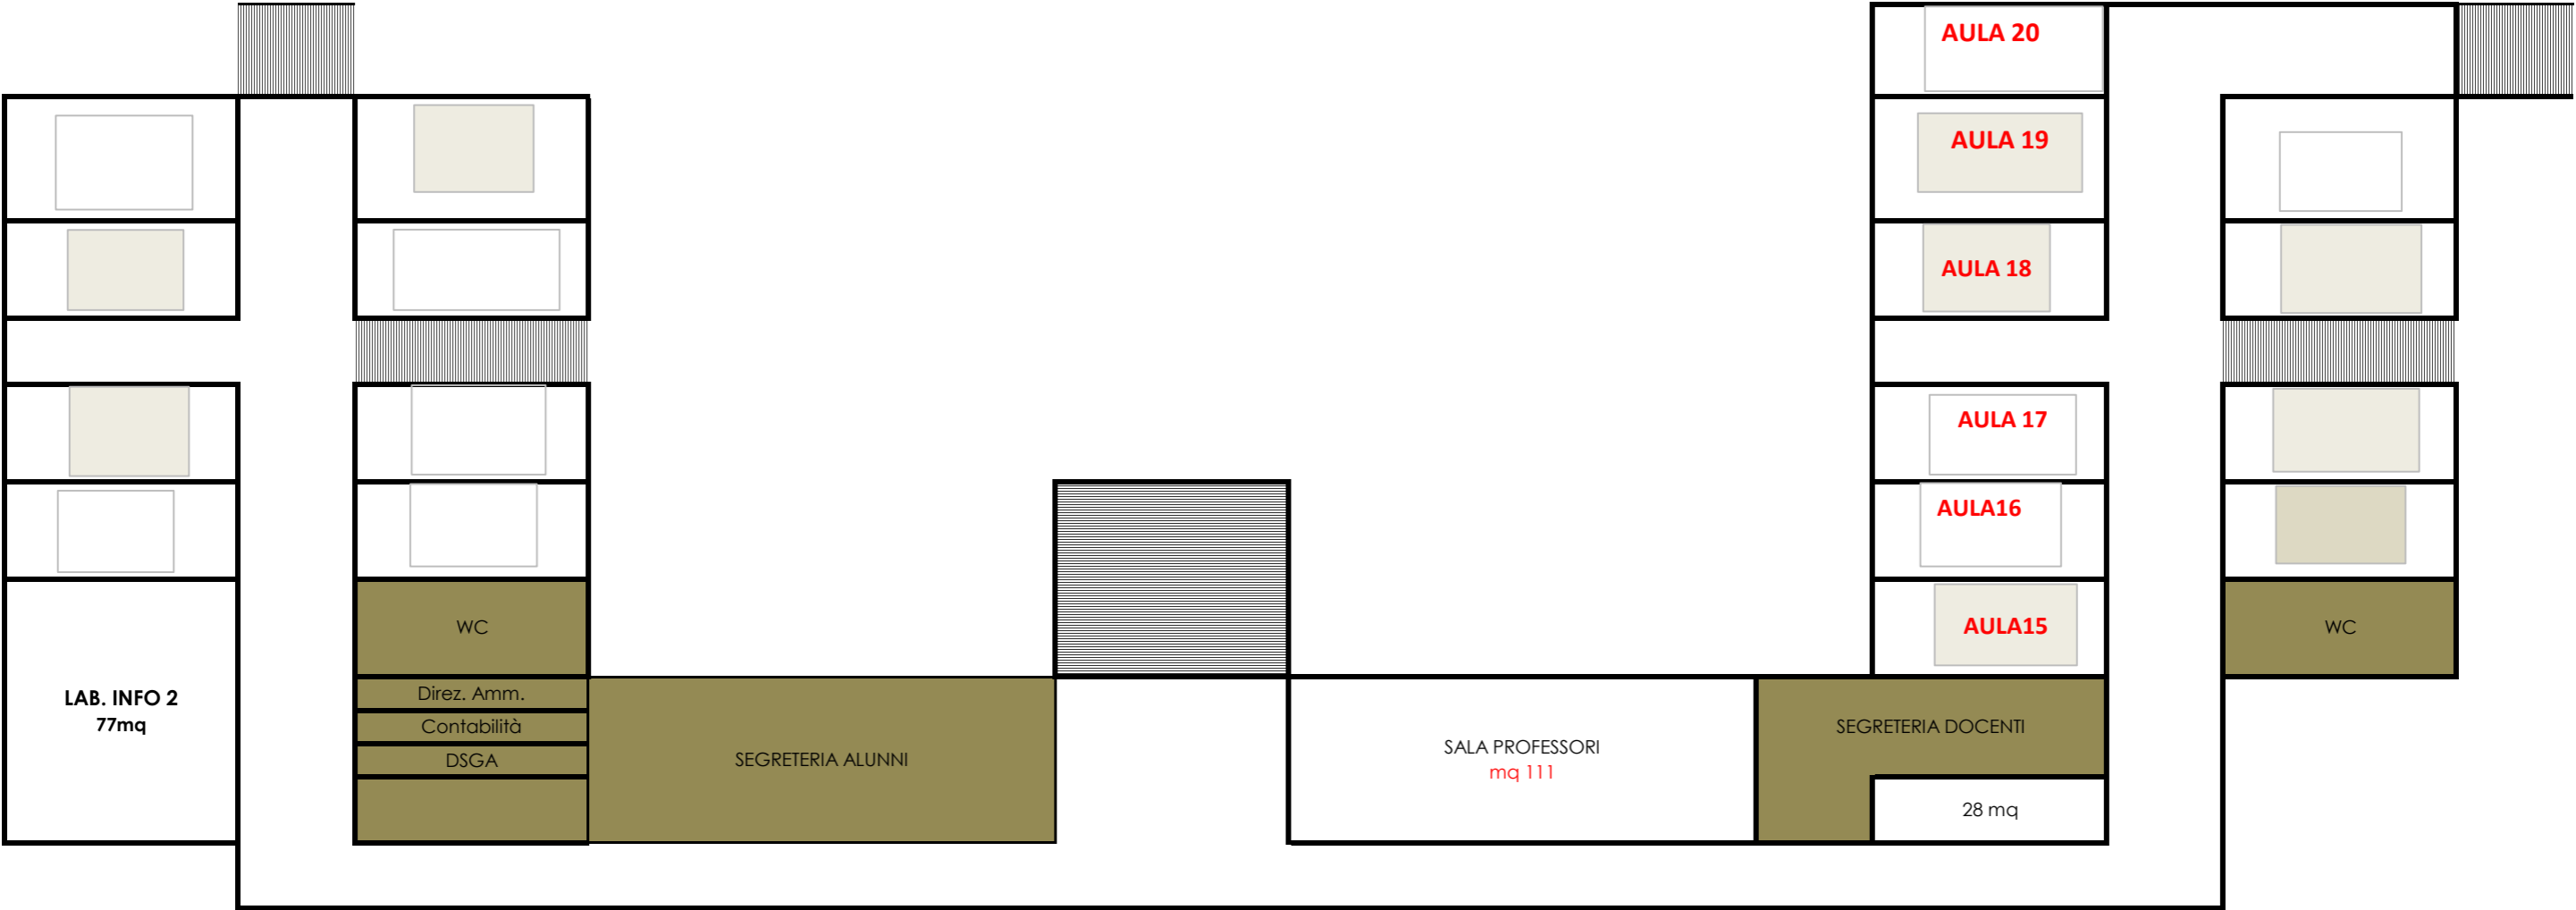 AULA 20
AULA 19
AULA 18
AULA 17
AULA16
AULA15
WC
WC
LAB. INFO 2
77mq
Direz. Amm.
Contabilità
DSGA
SEGRETERIA ALUNNI
SALA PROFESSORI
mq 111
SEGRETERIA DOCENTI
28 mq